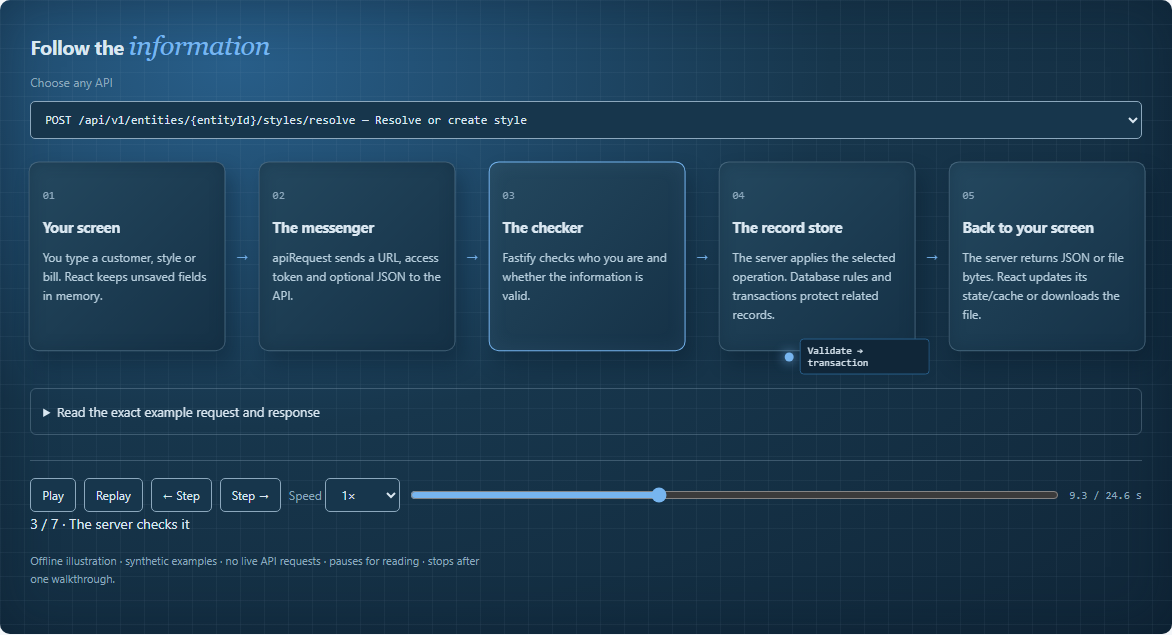 Follow the information
Choose any API
POST /api/v1/entities/{entityId}/styles/resolve — Resolve or create style
01
Your screen
You type a customer, style or
bill. React keeps unsaved fields
in memory.
→
02
The messenger
apiRequest sends a URL, access
token and optional JSON to the
API.
→
03
The checker
Fastify checks who you are and
whether the information is
valid.
→
04
The record store
The server applies the selected
operation. Database rules and
transactions protect related
records.
→
05
Back to your screen
The server returns JSON or file
bytes. React updates its
state/cache or downloads the
file.
Validate →
transaction
▶ Read the exact example request and response
Play Replay ← Step Step → Speed 1× 9.3 / 24.6 s
3 / 7 · The server checks it
Offline illustration · synthetic examples · no live API requests · pauses for reading · stops after
one walkthrough.